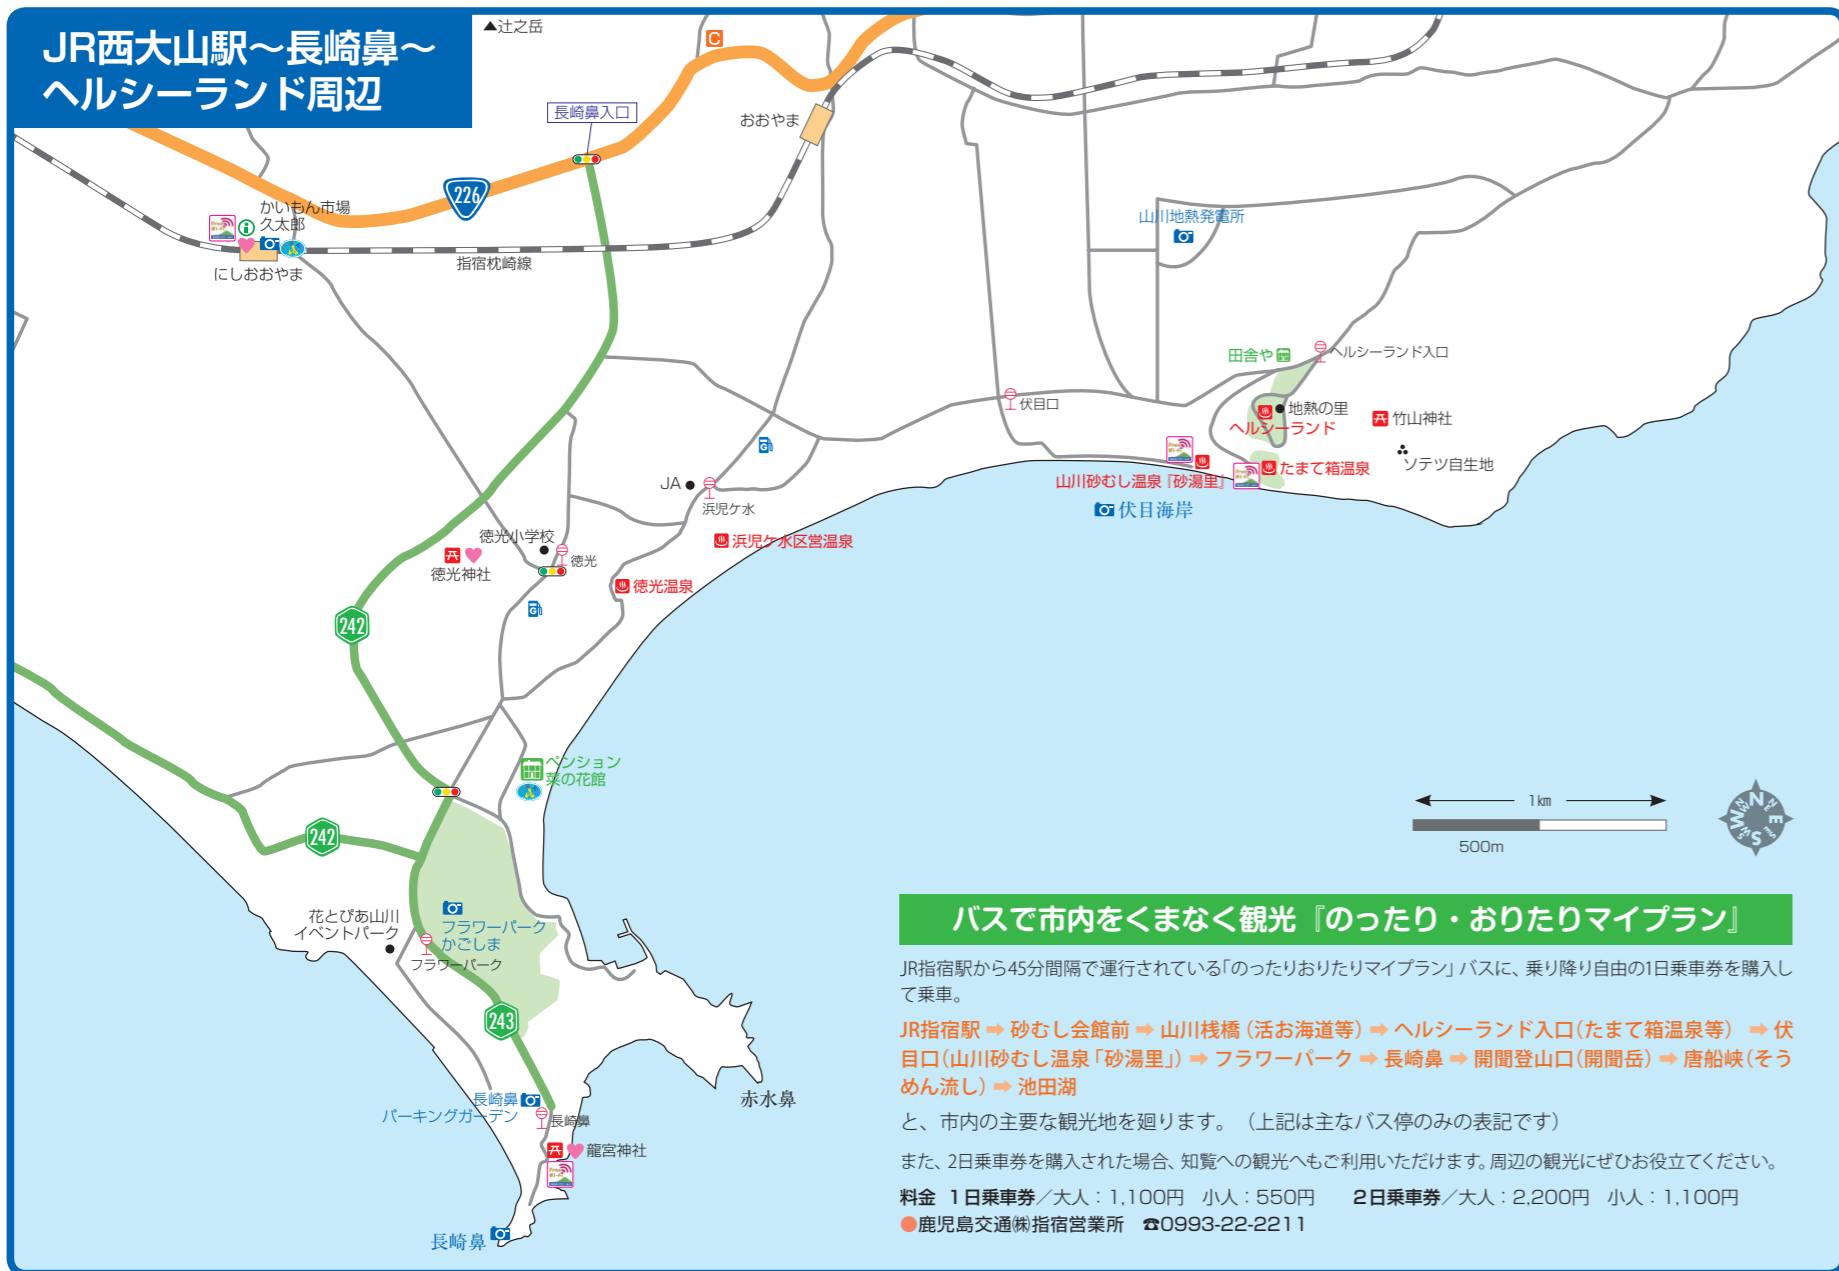 JR西大山駅～長崎鼻～
ヘルシーランド周辺
▲辻之岳
C
長崎鼻入口
おおやま
226
かいもん市場
久太郎
にしおおやま
指宿枕崎線
山川地熱発電所
田舎や
ヘルシーランド入口
伏目口
地熱の里
ヘルシーランド
竹山神社
ソテツ自生地
たまて箱温泉
山川砂むし温泉『砂湯里』
伏目海岸
JA
浜児ケ水
浜児ケ水区営温泉
徳光小学校
徳光
徳光神社
徳光温泉
242
ペンション
菜の花館
242
花とぴあ山川
イベントパーク
フラワーパーク
かごしま
フラワーパーク
243
長崎鼻
パーキングガーデン
長崎鼻
龍宮神社
赤水鼻
長崎鼻
1km
500m
N
E
S
W
バスで市内をくまなく観光『のったり・おりたりマイプラン』
JR指宿駅から45分間隔で運行されている「のったりおりたりマイプラン」バスに、乗り降り自由の1日乗車券を購入し
て乗車。
JR指宿駅 ➡ 砂むし会館前 ➡ 山川桟橋（活お海道等）➡ ヘルシーランド入口（たまて箱温泉等） ➡ 伏
目口（山川砂むし温泉「砂湯里」）➡ フラワーパーク ➡ 長崎鼻 ➡ 開聞登山口（開聞岳）➡ 唐船峡（そう
めん流し）➡ 池田湖
と、市内の主要な観光地を廻ります。（上記は主なバス停のみの表記です）
また、2日乗車券を購入された場合、知覧への観光へもご利用いただけます。周辺の観光にぜひお役立てください。
料金 1日乗車券／大人：1,100円 小人：550円 2日乗車券／大人：2,200円 小人：1,100円
●鹿児島交通㈱指宿営業所 ☎0993-22-2211